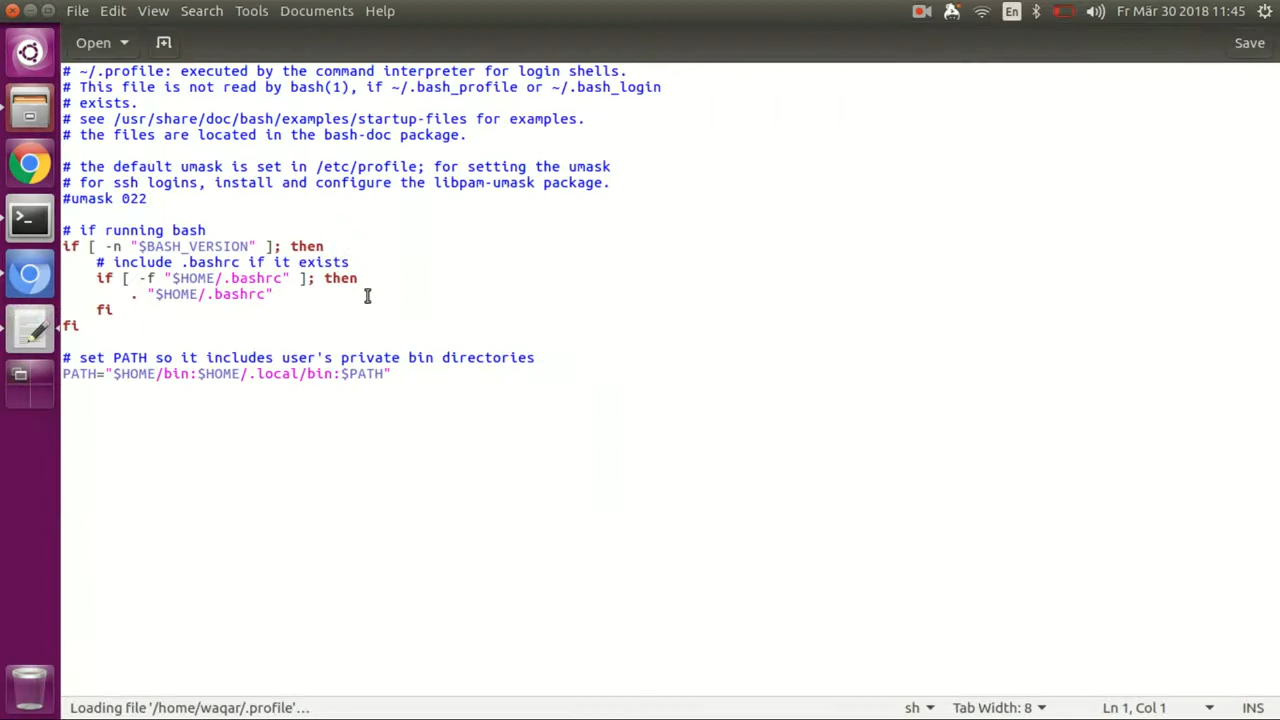 File Edit View Search Tools Documents Help
En
Fr Mär 30 2018 11:45
Open
Save
# ~/.profile: executed by the command interpreter for login shells.
# This file is not read by bash(1), if ~/.bash_profile or ~/.bash_login
# exists.
# see /usr/share/doc/bash/examples/startup-files for examples.
# the files are located in the bash-doc package.
# the default umask is set in /etc/profile; for setting the umask
# for ssh logins, install and configure the libpam-umask package.
#umask 022
# if running bash
if [ -n "$BASH_VERSION" ]; then
    # include .bashrc if it exists
    if [ -f "$HOME/.bashrc" ]; then
        . "$HOME/.bashrc"
    fi
fi
# set PATH so it includes user's private bin directories
PATH="$HOME/bin:$HOME/.local/bin:$PATH"
Loading file '/home/waqar/.profile'…
sh
Tab Width: 8
Ln 1, Col 1
INS